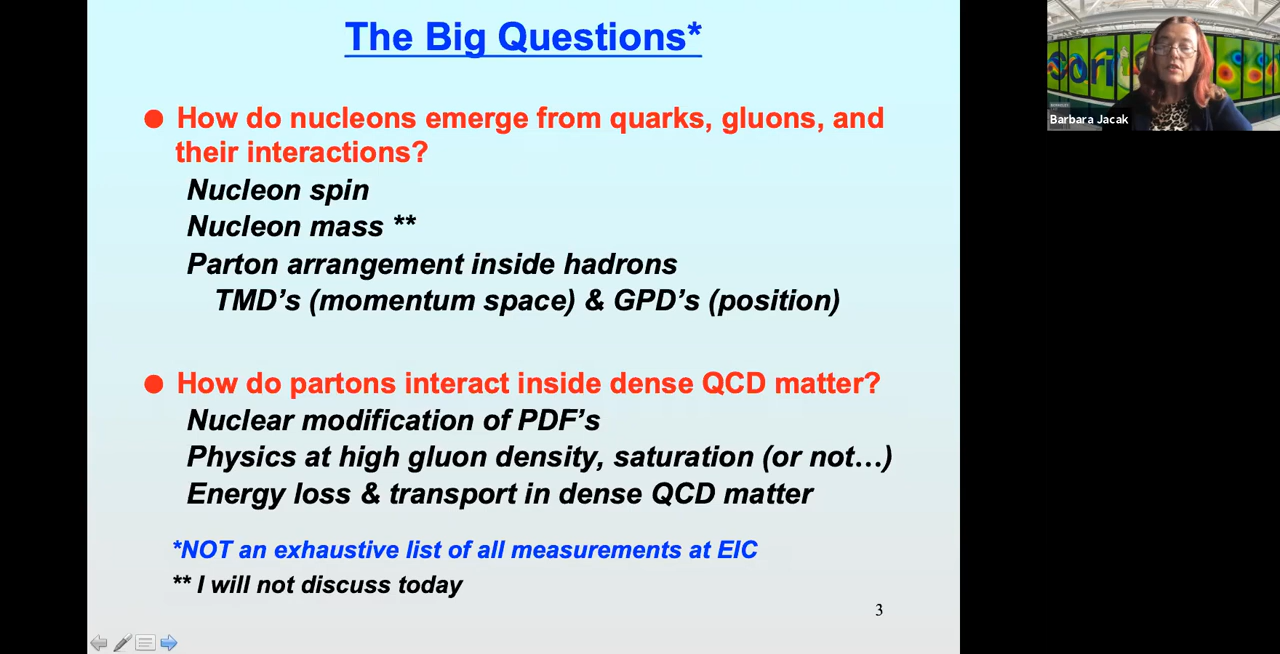 The Big Questions*
● How do nucleons emerge from quarks, gluons, and
their interactions?
Nucleon spin
Nucleon mass **
Parton arrangement inside hadrons
TMD’s (momentum space) & GPD’s (position)
● How do partons interact inside dense QCD matter?
Nuclear modification of PDF’s
Physics at high gluon density, saturation (or not…)
Energy loss & transport in dense QCD matter
*NOT an exhaustive list of all measurements at EIC
** I will not discuss today
3
cori
Barbara Jacak